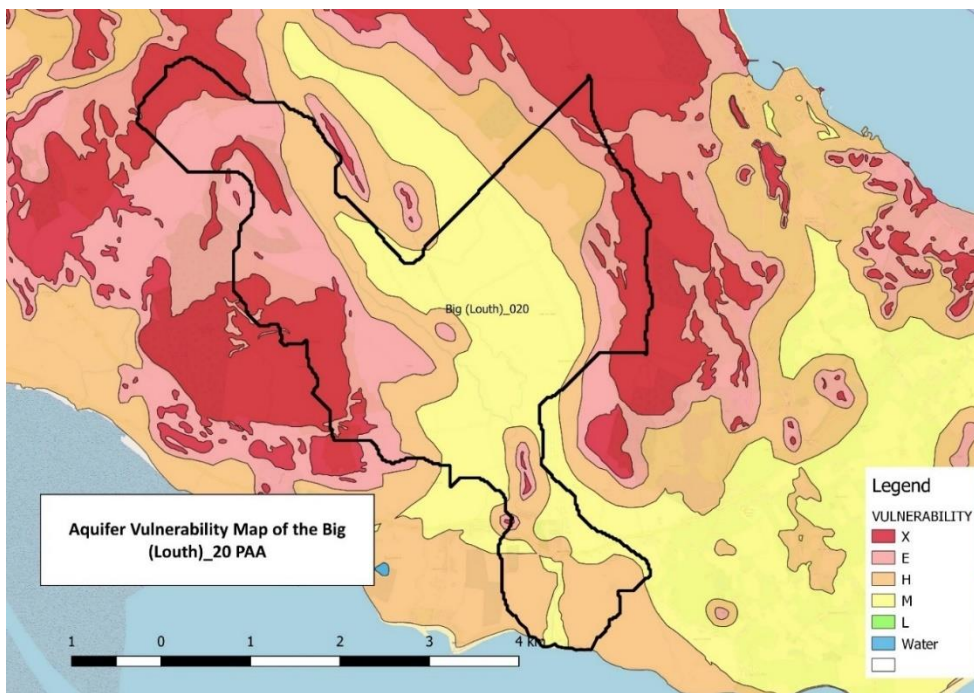 Big (Louth)_020
Aquifer Vulnerability Map of the Big
(Louth)_20 PAA
1 0 1 2 3 4 km
Legend
VULNERABILITY
X
E
H
M
L
Water